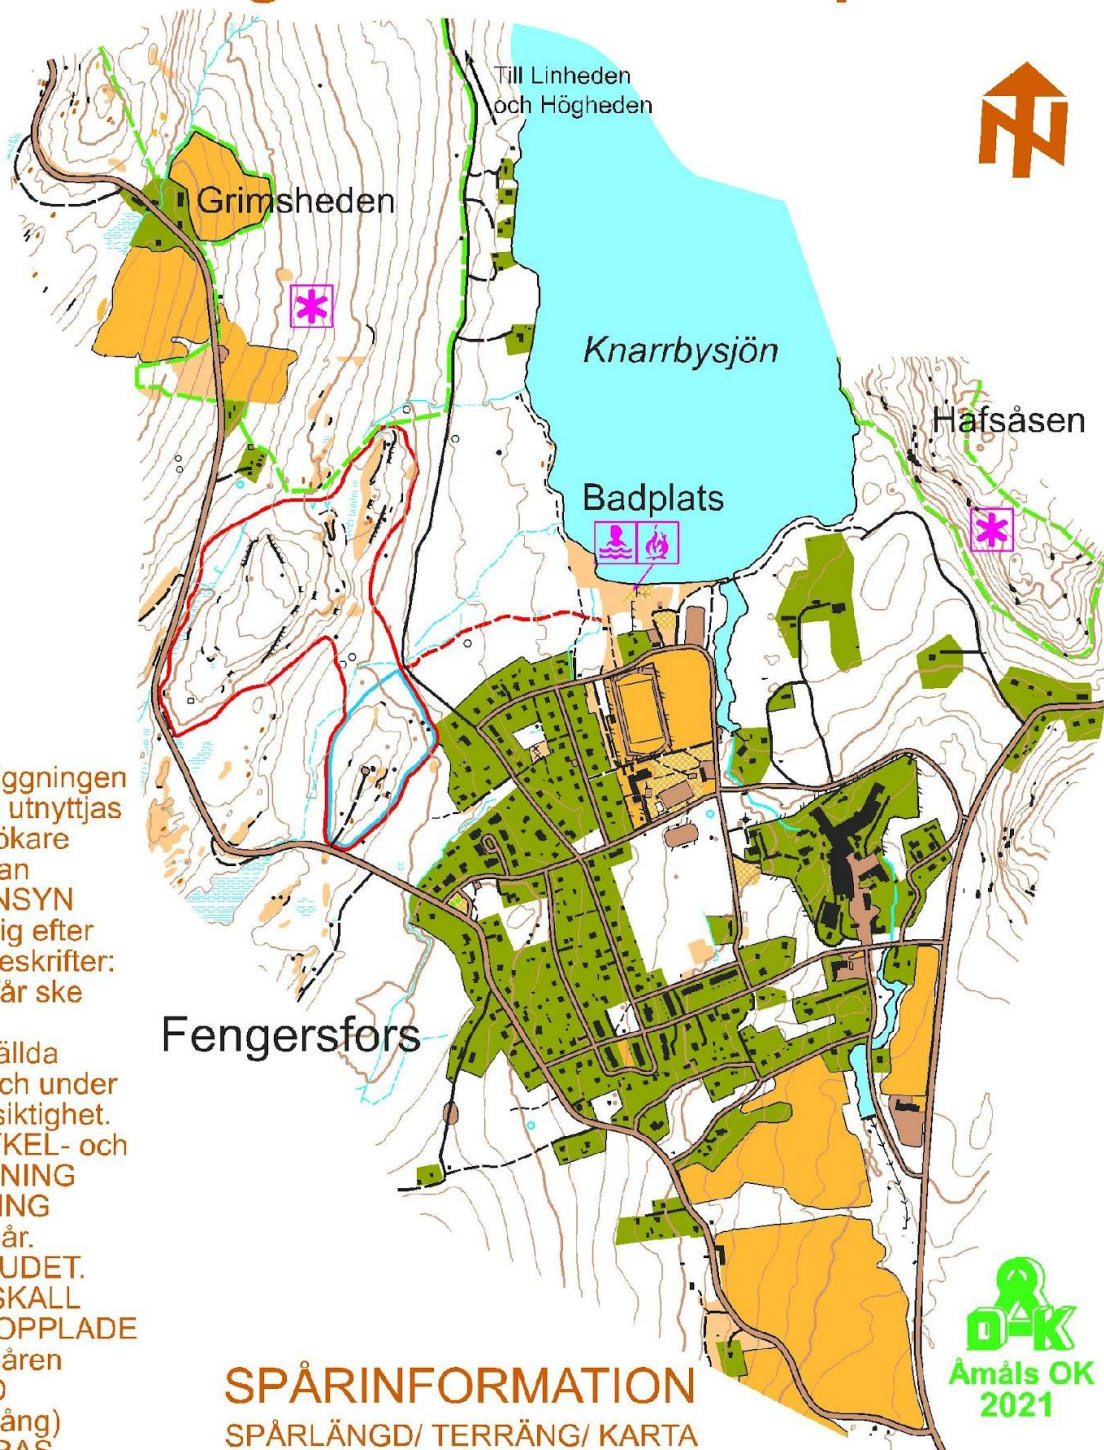 Till Linheden
och Högheden
Grimsheden
Knarrbysjön
Hafsåsen
Badplats
ggningen
utnyttjas
ökare
an
NSYN
ig efter
eskrifter:
år ske
ällda
ch under
siktighet.
KEL- och
NING
ING
år.
UDET.
SKALL
OPPLADE
åren
ång)
Fengersfors
SPÅRINFORMATION
SPÅRLÄNGD/ TERRÄNG/ KARTA
OK
Åmåls OK
2021